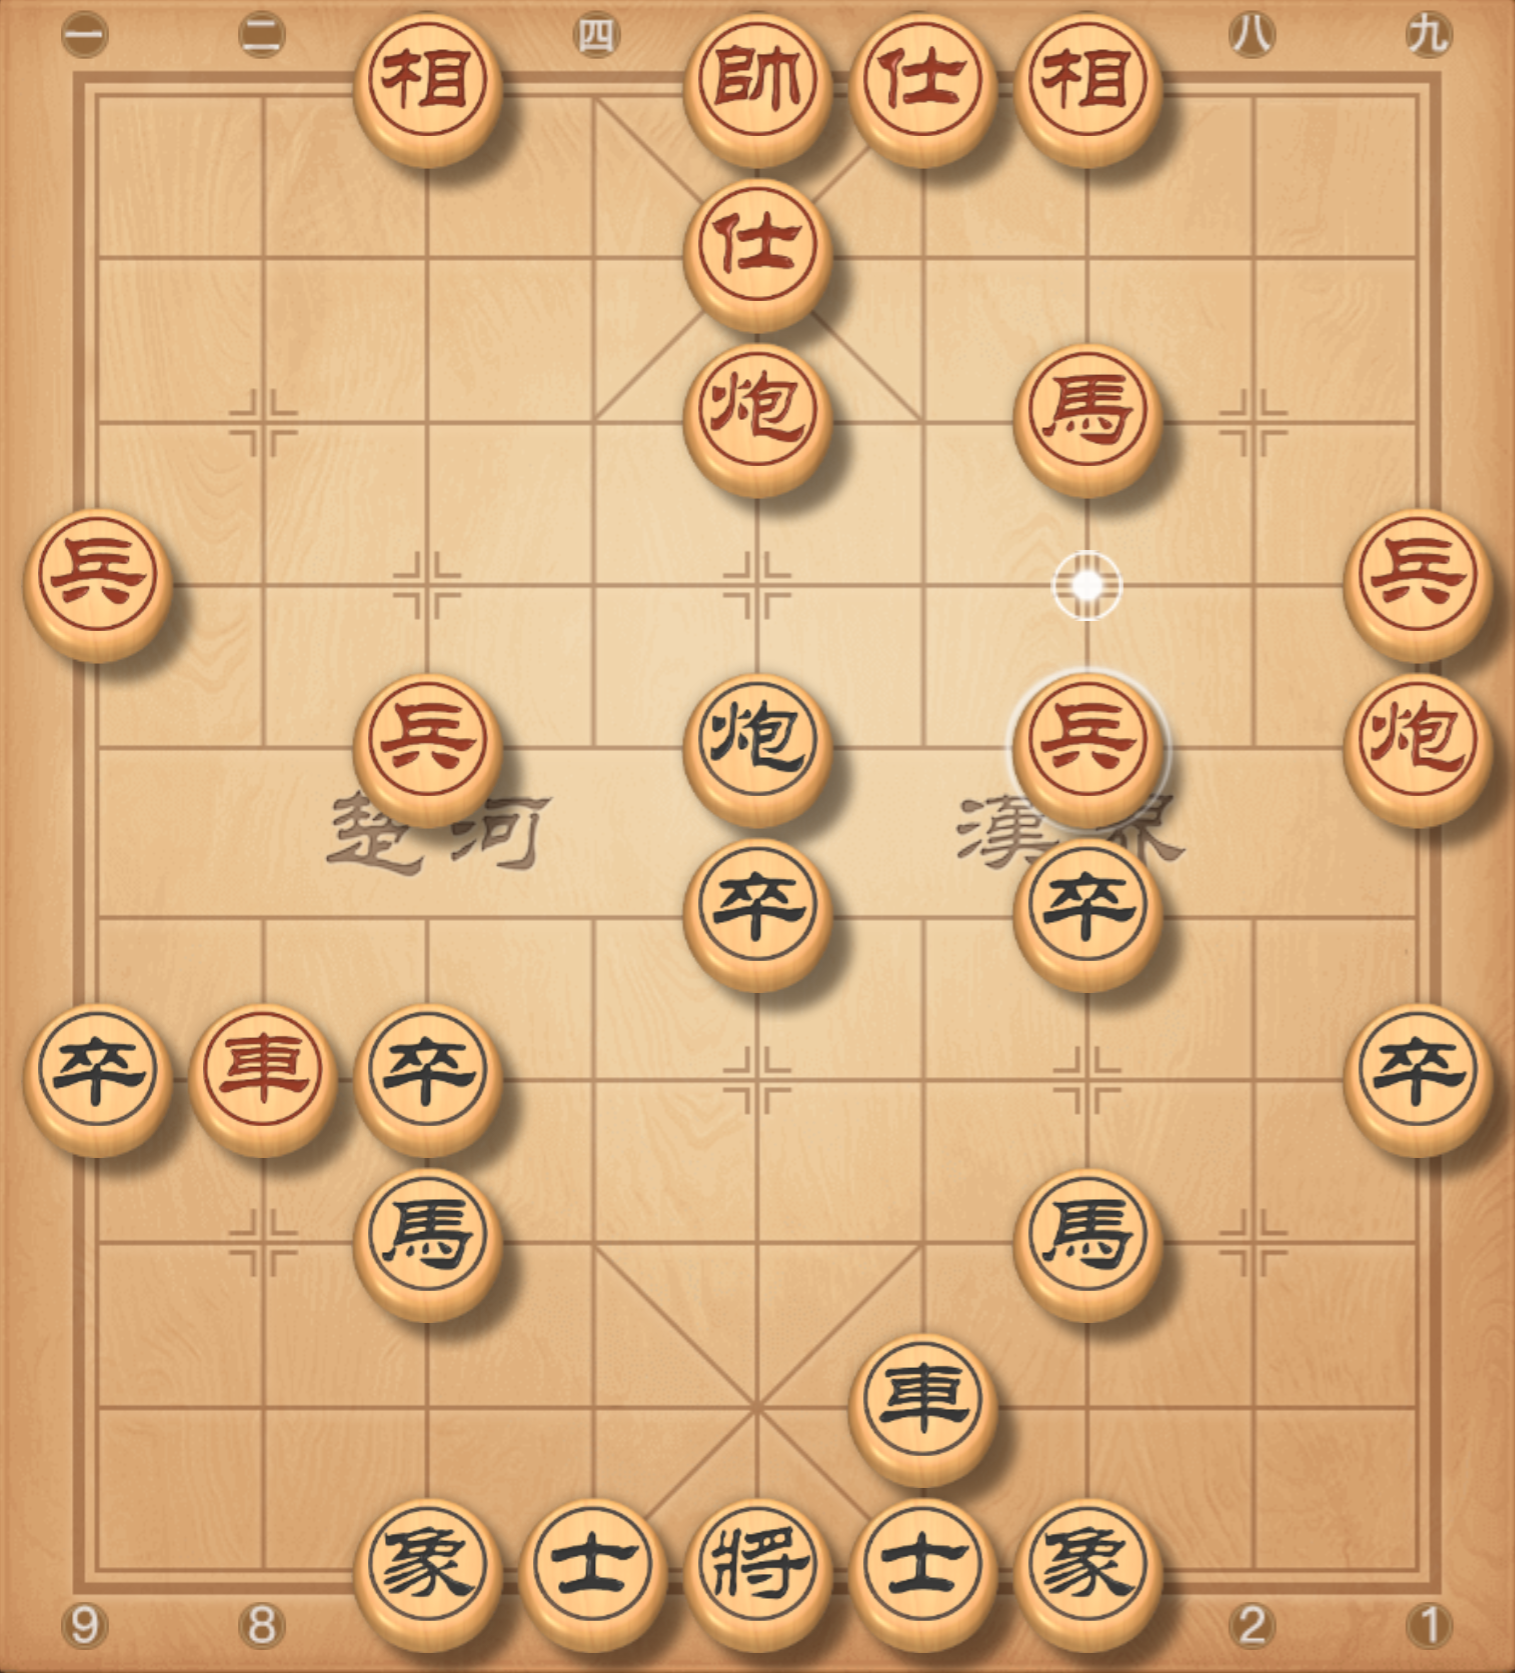 一 二 相 四 帥 仕 相 八 九
仕
炮 馬
兵 兵
兵 炮 兵 炮
楚河 漢界
卒 卒
卒 車 卒 卒
馬 馬
車
象 士 將 士 象
9 8 2 1